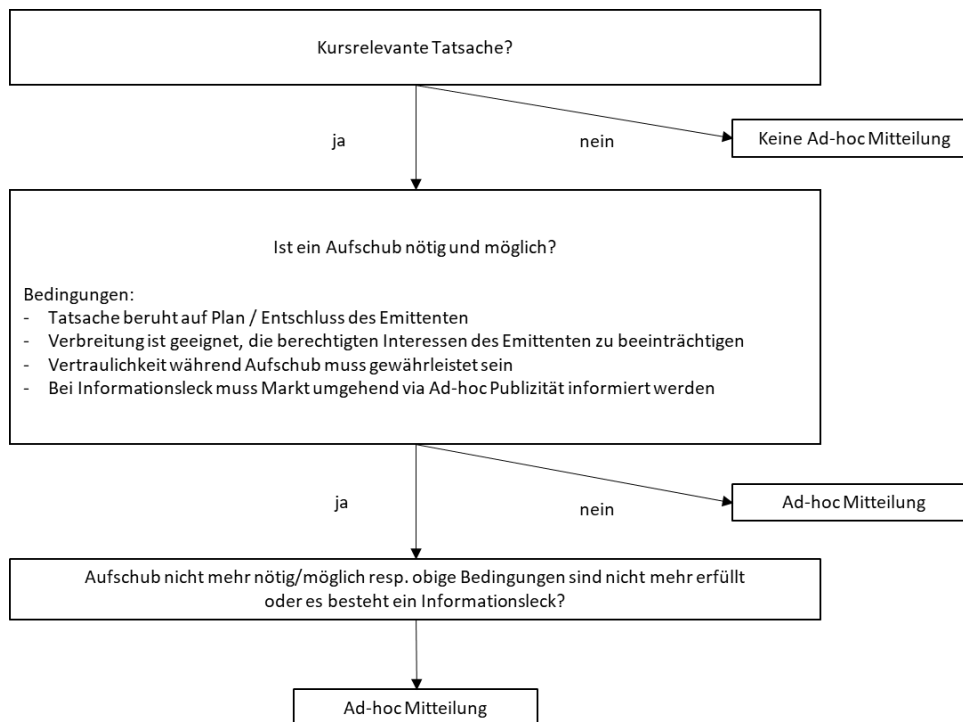 Kursrelevante Tatsache?
ja
nein
Keine Ad-hoc Mitteilung
Ist ein Aufschub nötig und möglich?
Bedingungen:
- Tatsache beruht auf Plan / Entschluss des Emittenten
- Verbreitung ist geeignet, die berechtigten Interessen des Emittenten zu beeinträchtigen
- Vertraulichkeit während Aufschub muss gewährleistet sein
- Bei Informationsleck muss Markt umgehend via Ad-hoc Publizität informiert werden
ja
nein
Ad-hoc Mitteilung
Aufschub nicht mehr nötig/möglich resp. obige Bedingungen sind nicht mehr erfüllt
oder es besteht ein Informationsleck?
Ad-hoc Mitteilung